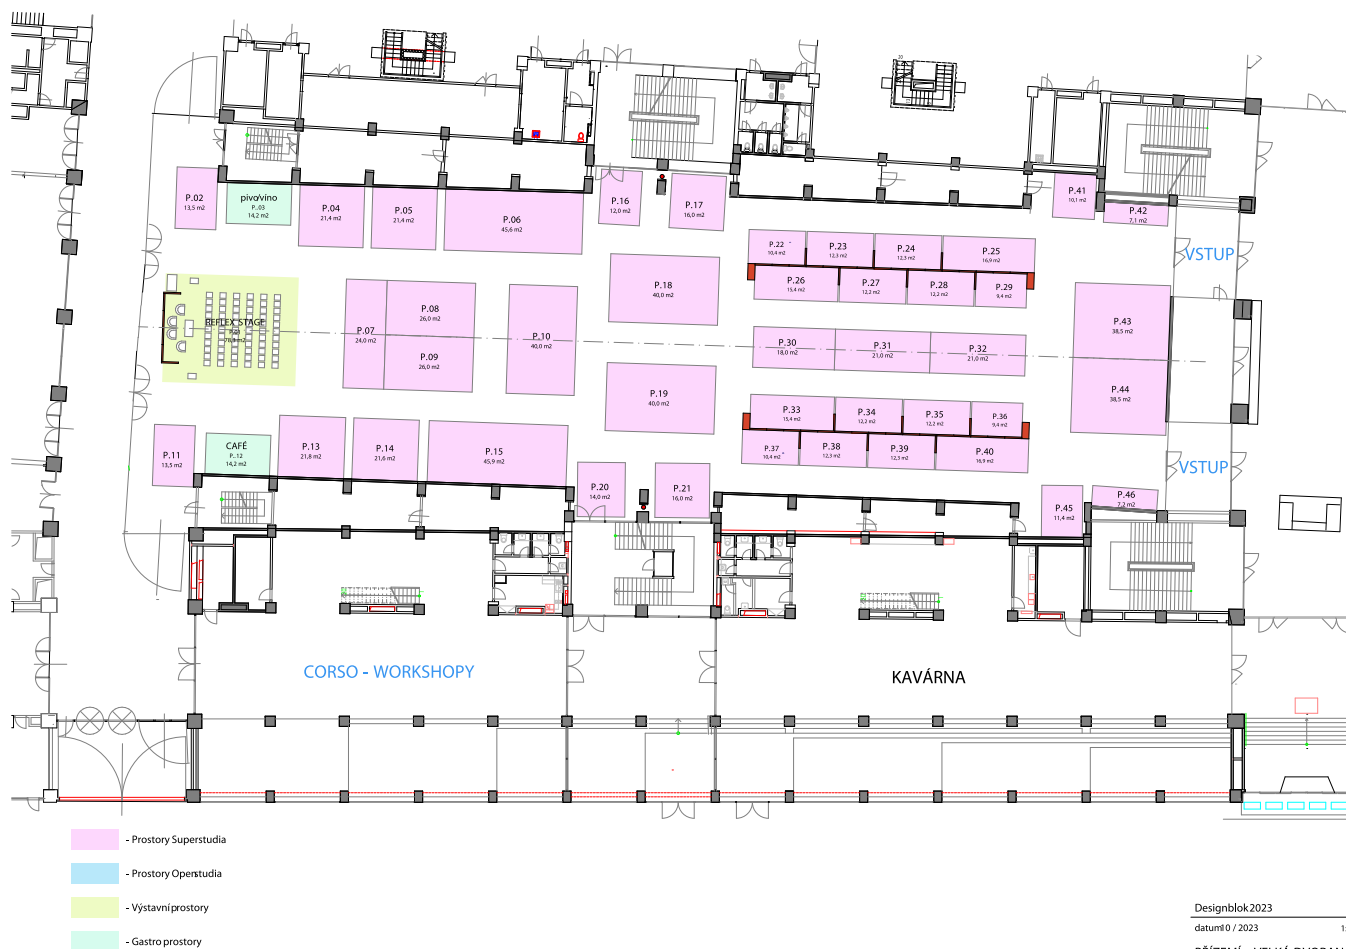 P.02
13,5 m2
pivo/víno
P..03
14,2 m2
P.04
21,4 m2
P.05
21,4 m2
P.06
45,6 m2
P.16
12,0 m2
P.17
16,0 m2
P.41
10,1 m2
P.42
7,1 m2
VSTUP
P.22
10,4 m2
P.23
12,3 m2
P.24
12,3 m2
P.25
16,9 m2
P.26
15,4 m2
P.27
12,2 m2
P.28
12,2 m2
P.29
9,4 m2
P.18
40,0 m2
REFLEX STAGE
P.07
24,0 m2
P.08
26,0 m2
P.09
26,0 m2
P.10
40,0 m2
P.30
18,0 m2
P.31
21,0 m2
P.32
21,0 m2
P.43
38,5 m2
P.44
38,5 m2
P.19
40,0 m2
P.33
15,4 m2
P.34
12,2 m2
P.35
12,2 m2
P.36
9,4 m2
P.37
10,4 m2
P.38
12,3 m2
P.39
12,3 m2
P.40
16,9 m2
P.11
13,5 m2
CAFÉ
P..12
14,2 m2
P.13
21,8 m2
P.14
21,6 m2
P.15
45,9 m2
P.20
14,0 m2
P.21
16,0 m2
P.45
11,4 m2
P.46
7,2 m2
VSTUP
CORSO - WORKSHOPY
KAVÁRNA
- Prostory Superstudia
- Prostory Openstudia
- Výstavní prostory
- Gastro prostory
Designblok 2023
datum10 / 2023